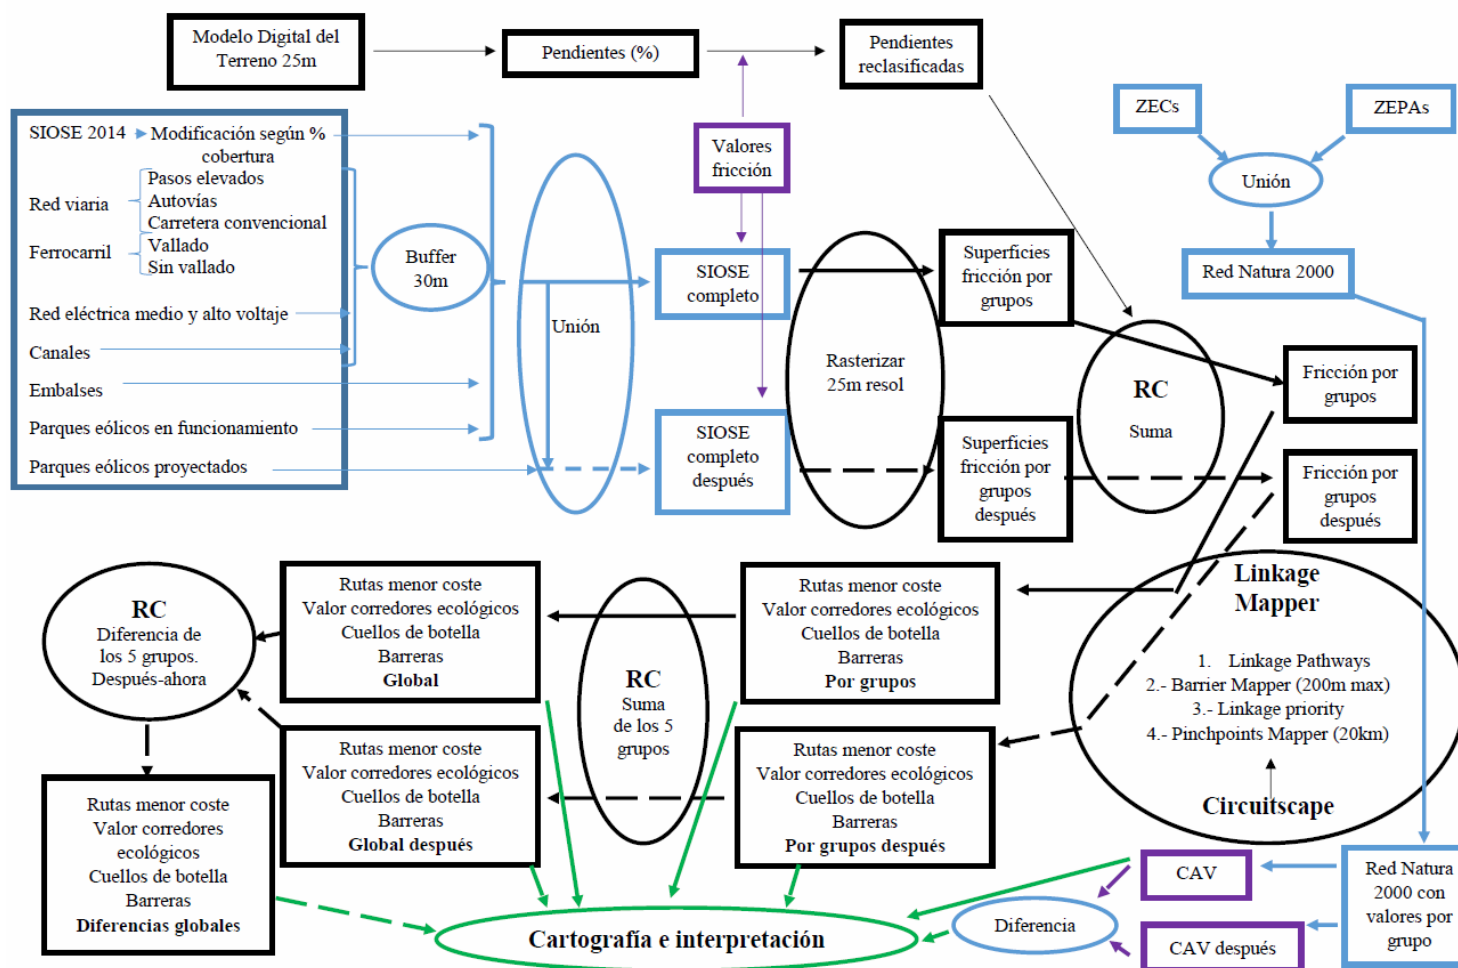 Modelo Digital del
Terreno 25m
Pendientes (%)
Pendientes
reclasificadas
ZECs
ZEPAs
Unión
Red Natura 2000
SIOSE 2014
Modificación según %
cobertura
Red viaria
Pasos elevados
Autovías
Carretera convencional
Ferrocarril
Vallado
Sin vallado
Red eléctrica medio y alto voltaje
Canales
Embalses
Parques eólicos en funcionamiento
Parques eólicos proyectados
Buffer
30m
Unión
Valores
fricción
SIOSE
completo
SIOSE
completo
después
Rasterizar
25m resol
Superficies
fricción por
grupos
Superficies
fricción por
grupos
después
RC
Suma
Fricción por
grupos
Fricción por
grupos
después
Linkage
Mapper
1. Linkage Pathways
2.- Barrier Mapper (200m max)
3.- Linkage priority
4.- Pinchpoints Mapper (20km)
Circuitscape
Rutas menor coste
Valor corredores ecológicos
Cuellos de botella
Barreras
Por grupos
Rutas menor coste
Valor corredores ecológicos
Cuellos de botella
Barreras
Por grupos después
RC
Suma
de los 5
grupos
Rutas menor coste
Valor corredores ecológicos
Cuellos de botella
Barreras
Global
Rutas menor coste
Valor corredores ecológicos
Cuellos de botella
Barreras
Global después
RC
Diferencia de
los 5 grupos.
Después-ahora
Rutas menor coste
Valor corredores
ecológicos
Cuellos de botella
Barreras
Diferencias globales
Cartografía e interpretación
Diferencia
CAV
CAV después
Red Natura
2000 con
valores por
grupo